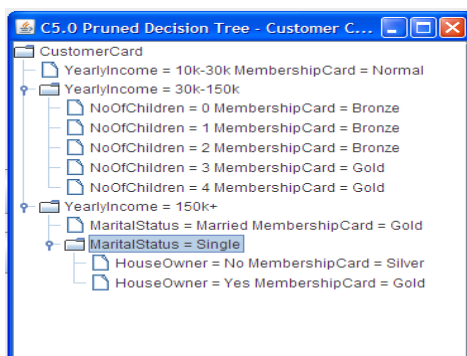 C5.0 Pruned Decision Tree - Customer C...
CustomerCard
YearlyIncome = 10k-30k MembershipCard = Normal
YearlyIncome = 30k-150k
NoOfChildren = 0 MembershipCard = Bronze
NoOfChildren = 1 MembershipCard = Bronze
NoOfChildren = 2 MembershipCard = Bronze
NoOfChildren = 3 MembershipCard = Gold
NoOfChildren = 4 MembershipCard = Gold
YearlyIncome = 150k+
MaritalStatus = Married MembershipCard = Gold
MaritalStatus = Single
HouseOwner = No MembershipCard = Silver
HouseOwner = Yes MembershipCard = Gold